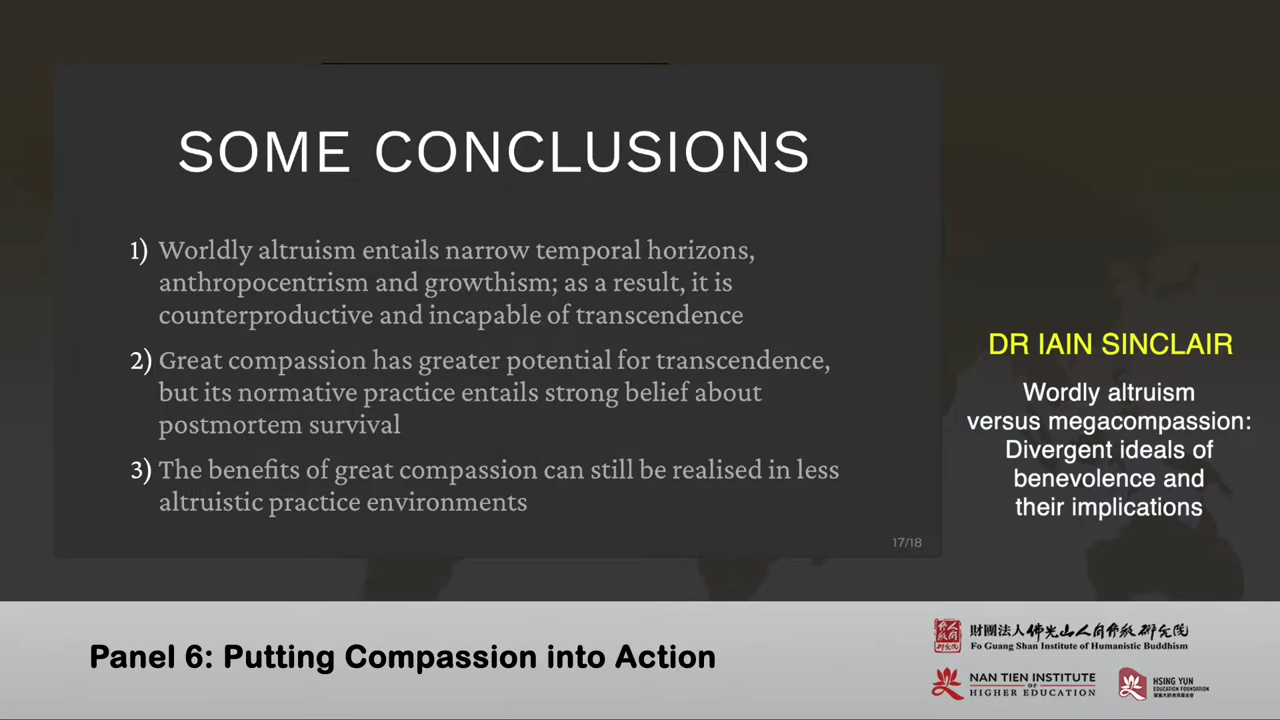 SOME CONCLUSIONS
1) Worldly altruism entails narrow temporal horizons,
anthropocentrism and growthism; as a result, it is
counterproductive and incapable of transcendence
2) Great compassion has greater potential for transcendence,
but its normative practice entails strong belief about
postmortem survival
3) The benefits of great compassion can still be realised in less
altruistic practice environments
17/18
DR IAIN SINCLAIR
Wordly altruism
versus megacompassion:
Divergent ideals of
benevolence and
their implications
Panel 6: Putting Compassion into Action
財團法人佛光山人間佛教研究院
Fo Guang Shan Institute of Humanistic Buddhism
NAN TIEN INSTITUTE
OF
HIGHER EDUCATION
HSING YUN
EDUCATION FOUNDATION